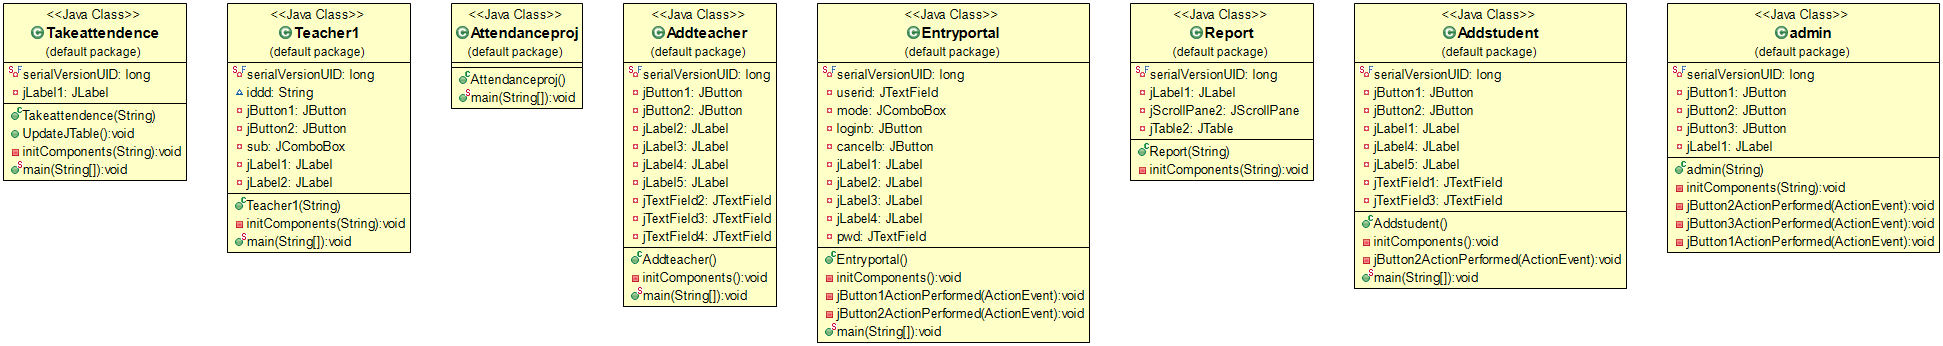 <<Java Class>>
Takeattendence
(default package)
serialVersionUID: long
jLabel1: JLabel
Takeattendence(String)
UpdateJTable():void
initComponents(String):void
main(String[]):void
<<Java Class>>
Teacher1
(default package)
serialVersionUID: long
iddd: String
jButton1: JButton
jButton2: JButton
sub: JComboBox
jLabel1: JLabel
jLabel2: JLabel
Teacher1(String)
initComponents(String):void
main(String[]):void
<<Java Class>>
Attendanceproj
(default package)
Attendanceproj()
main(String[]):void
<<Java Class>>
Addteacher
(default package)
serialVersionUID: long
jButton1: JButton
jButton2: JButton
jLabel2: JLabel
jLabel3: JLabel
jLabel4: JLabel
jLabel5: JLabel
jTextField2: JTextField
jTextField3: JTextField
jTextField4: JTextField
Addteacher()
initComponents():void
main(String[]):void
<<Java Class>>
Entryportal
(default package)
serialVersionUID: long
userid: JTextField
mode: JComboBox
loginb: JButton
cancelb: JButton
jLabel1: JLabel
jLabel2: JLabel
jLabel3: JLabel
jLabel4: JLabel
pwd: JTextField
Entryportal()
initComponents():void
jButton1ActionPerformed(ActionEvent):void
jButton2ActionPerformed(ActionEvent):void
main(String[]):void
<<Java Class>>
Report
(default package)
serialVersionUID: long
jLabel1: JLabel
jScrollPane2: JScrollPane
jTable2: JTable
Report(String)
initComponents(String):void
<<Java Class>>
Addstudent
(default package)
serialVersionUID: long
jButton1: JButton
jButton2: JButton
jLabel1: JLabel
jLabel4: JLabel
jLabel5: JLabel
jTextField1: JTextField
jTextField3: JTextField
Addstudent()
initComponents():void
jButton2ActionPerformed(ActionEvent):void
main(String[]):void
<<Java Class>>
admin
(default package)
serialVersionUID: long
jButton1: JButton
jButton2: JButton
jButton3: JButton
jLabel1: JLabel
admin(String)
initComponents(String):void
jButton2ActionPerformed(ActionEvent):void
jButton3ActionPerformed(ActionEvent):void
jButton1ActionPerformed(ActionEvent):void